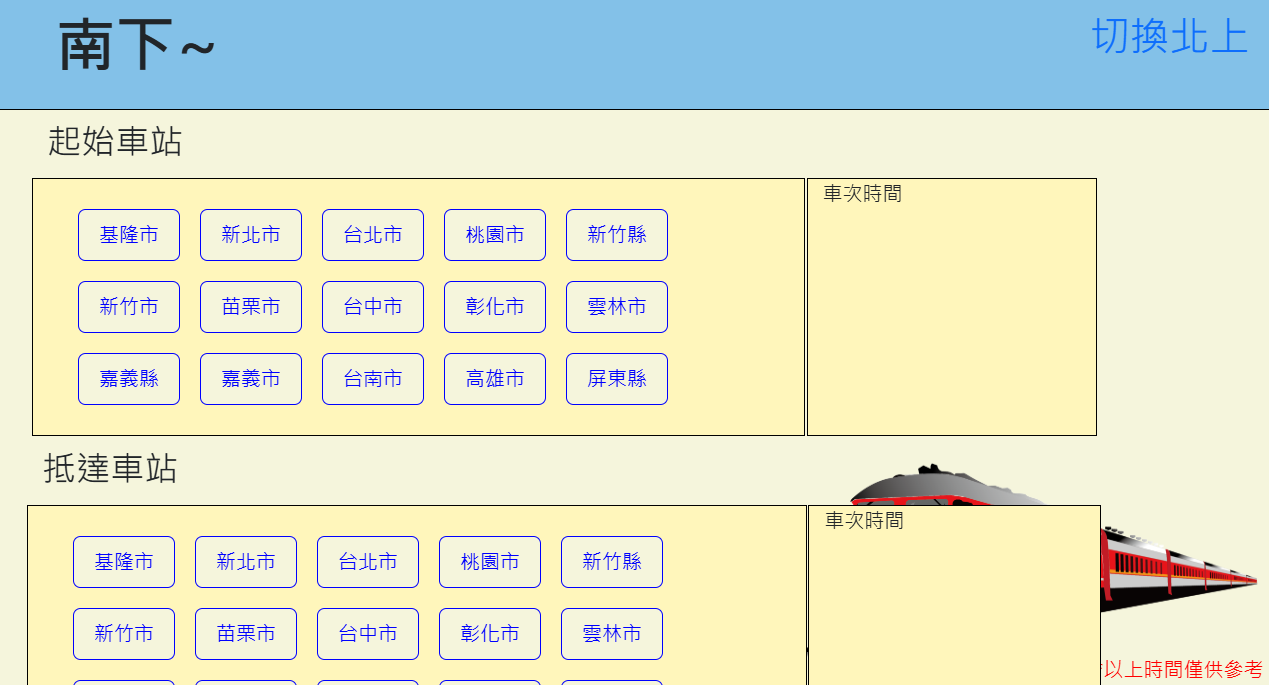 南下~
切換北上
起始車站
車次時間
基隆市 新北市 台北市 桃園市 新竹縣
新竹市 苗栗市 台中市 彰化市 雲林市
嘉義縣 嘉義市 台南市 高雄市 屏東縣
抵達車站
車次時間
基隆市 新北市 台北市 桃園市 新竹縣
新竹市 苗栗市 台中市 彰化市 雲林市
以上時間僅供參考